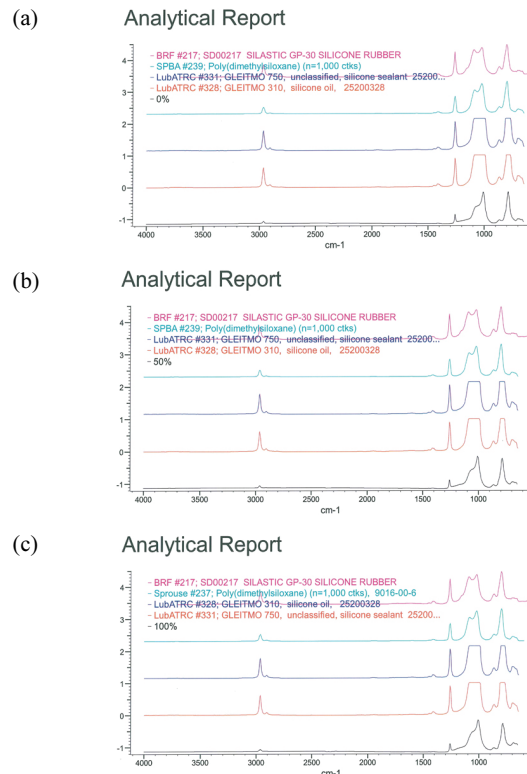 (a)
Analytical Report
- BRF #217; SD00217 SILASTIC GP-30 SILICONE RUBBER
- SPBA #239; Poly(dimethylsiloxane) (n=1,000 ctks)
- LubATRC #331; GLEITMO 750, unclassified, silicone sealant 25200...
- LubATRC #328; GLEITMO 310, silicone oil, 25200328
- 0%
4
3
2
1
0
-1
4000 3500 3000 2500 2000 1500 1000
cm-1
(b)
Analytical Report
- BRF #217; SD00217 SILASTIC GP-30 SILICONE RUBBER
- SPBA #239; Poly(dimethylsiloxane) (n=1,000 ctks)
- LubATRC #331; GLEITMO 750, unclassified, silicone sealant 25200...
- LubATRC #328; GLEITMO 310, silicone oil, 25200328
- 50%
4
3
2
1
0
-1
4000 3500 3000 2500 2000 1500 1000
cm-1
(c)
Analytical Report
- BRF #217; SD00217 SILASTIC GP-30 SILICONE RUBBER
- Sprouse #237; Poly(dimethylsiloxane) (n=1,000 ctks), 9016-00-6
- LubATRC #328; GLEITMO 310, silicone oil, 25200328
- LubATRC #331; GLEITMO 750, unclassified, silicone sealant 25200...
- 100%
4
3
2
1
0
-1
4000 3500 3000 2500 2000 1500 1000
cm-1